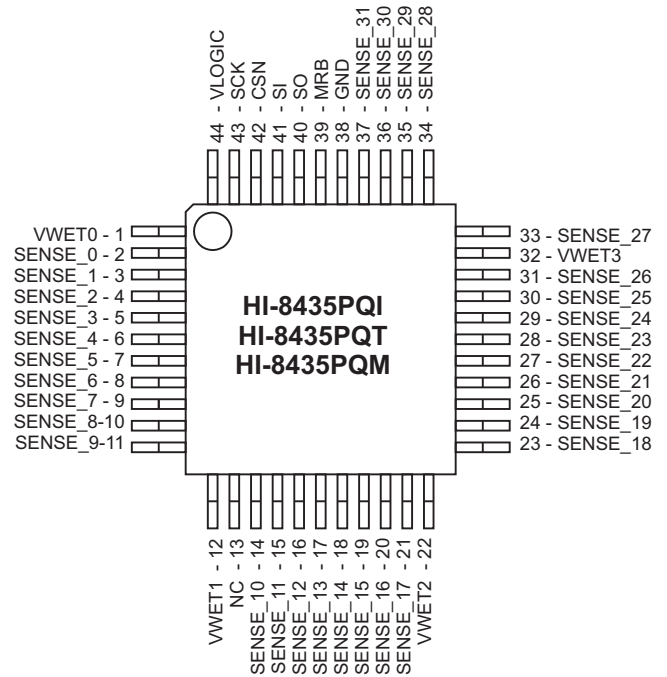 44 - VLOGIC
43 - SCK
42 - CSN
41 - SI
40 - SO
39 - MRB
38 - GND
37 - SENSE_31
36 - SENSE_30
35 - SENSE_29
34 - SENSE_28
VWET0 - 1
SENSE_0 - 2
SENSE_1 - 3
SENSE_2 - 4
SENSE_3 - 5
SENSE_4 - 6
SENSE_5 - 7
SENSE_6 - 8
SENSE_7 - 9
SENSE_8-10
SENSE_9-11
HI-8435PQI
HI-8435PQT
HI-8435PQM
33 - SENSE_27
32 - VWET3
31 - SENSE_26
30 - SENSE_25
29 - SENSE_24
28 - SENSE_23
27 - SENSE_22
26 - SENSE_21
25 - SENSE_20
24 - SENSE_19
23 - SENSE_18
VWET1 - 12
NC - 13
SENSE_10 - 14
SENSE_11 - 15
SENSE_12 - 16
SENSE_13 - 17
SENSE_14 - 18
SENSE_15 - 19
SENSE_16 - 20
SENSE_17 - 21
VWET2 - 22